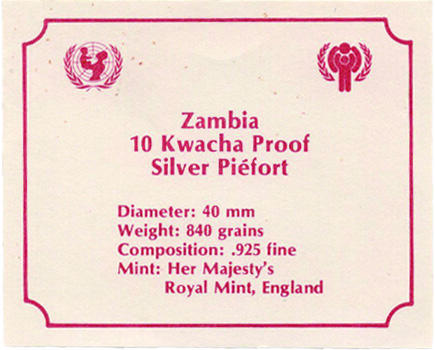 Zambia
10 Kwacha Proof
Silver Piéfort
Diameter: 40 mm
Weight: 840 grains
Composition: .925 fine
Mint: Her Majesty's
Royal Mint, England